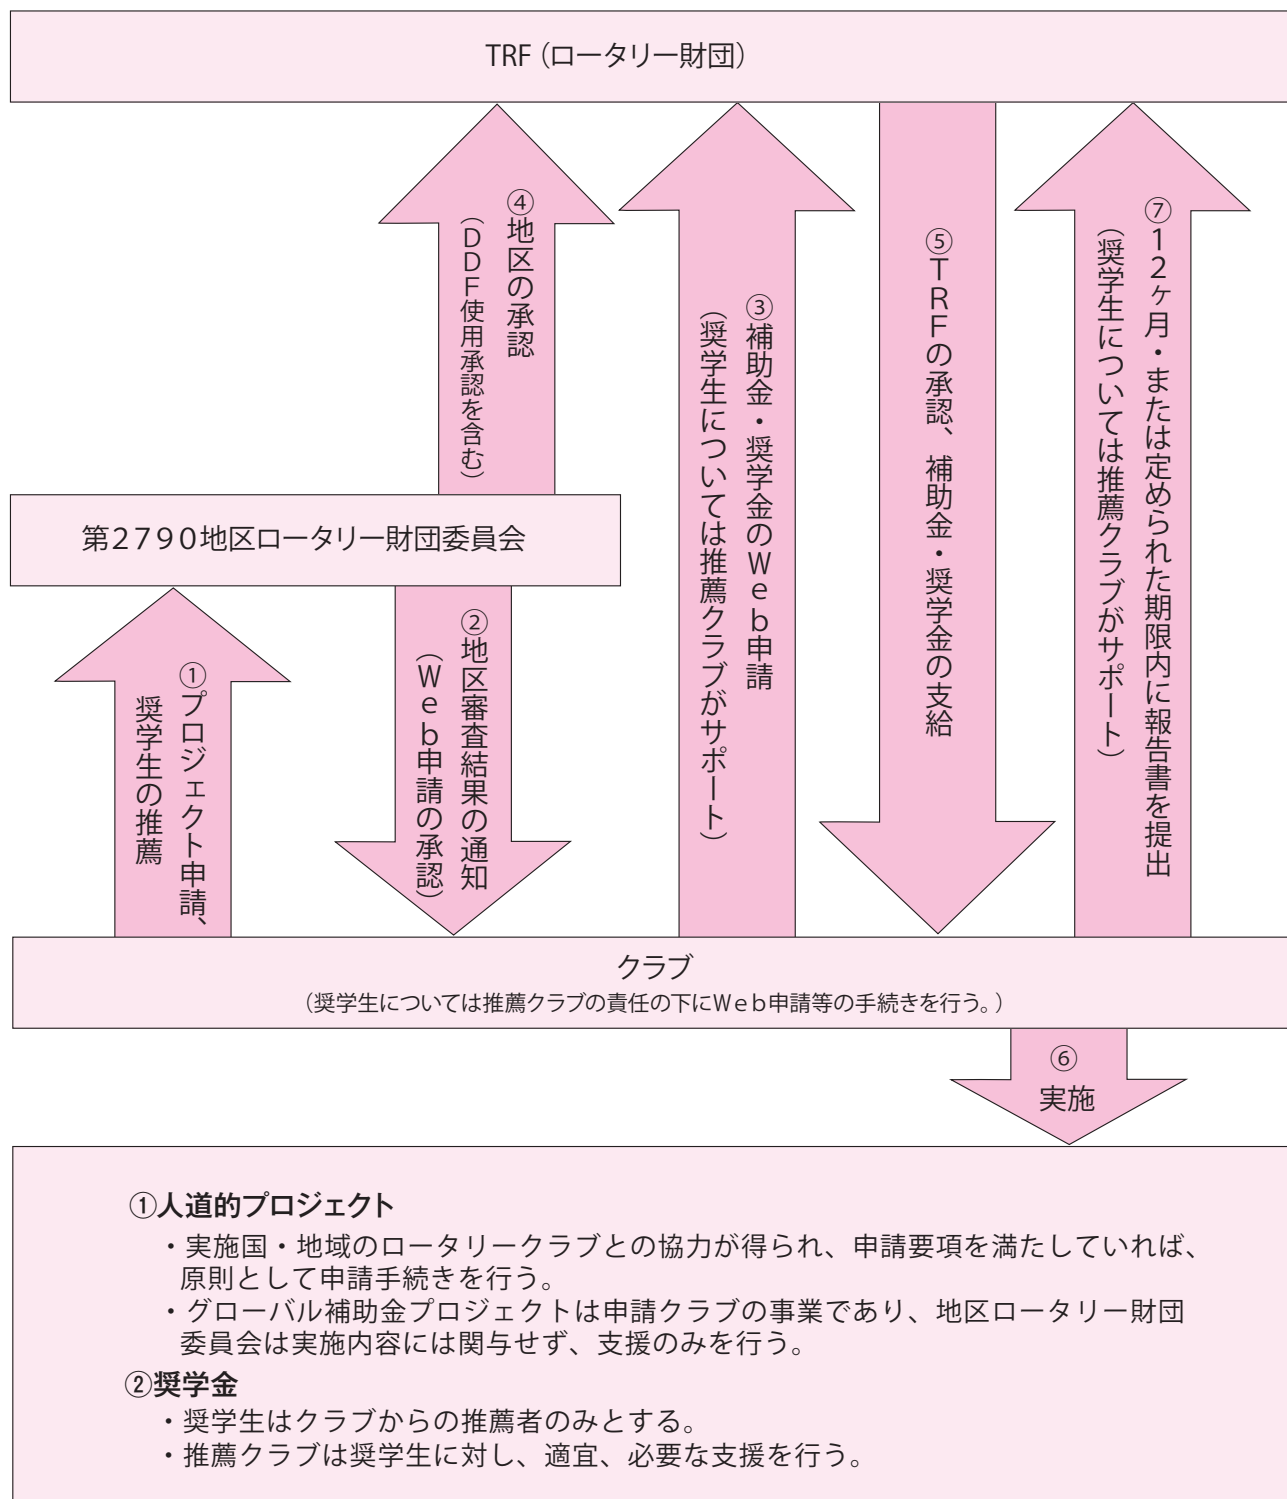 TRF（ロータリー財団）
④地区の承認
（ＤＤＦ使用承認を含む）
③補助金・奨学金のＷｅｂ申請
（奨学生については推薦クラブがサポート）
⑤ＴＲＦの承認、補助金・奨学金の支給
⑦１２ヶ月・または定められた期限内に報告書を提出
（奨学生については推薦クラブがサポート）
第２７９０地区ロータリー財団委員会
①プロジェクト申請、
奨学生の推薦
②地区審査結果の通知
（Ｗｅｂ申請の承認）
クラブ
（奨学生については推薦クラブの責任の下にＷｅｂ申請等の手続きを行う。）
⑥
実施
①人道的プロジェクト
・実施国・地域のロータリークラブとの協力が得られ、申請要項を満たしていれば、
原則として申請手続きを行う。
・グローバル補助金プロジェクトは申請クラブの事業であり、地区ロータリー財団
委員会は実施内容には関与せず、支援のみを行う。
②奨学金
・奨学生はクラブからの推薦者のみとする。
・推薦クラブは奨学生に対し、適宜、必要な支援を行う。